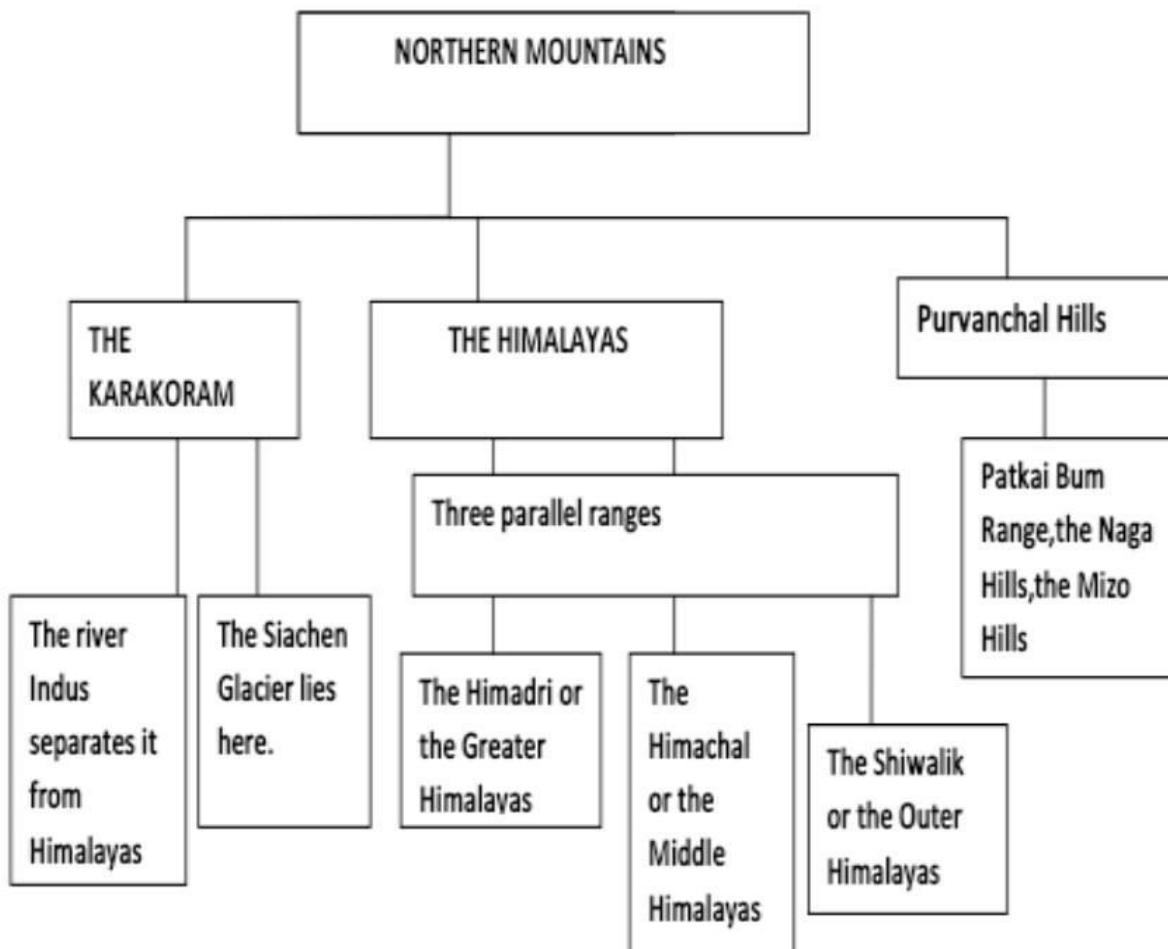 NORTHERN MOUNTAINS
THE
KARAKORAM
THE HIMALAYAS
Purvanchal Hills
Three parallel ranges
Patkai Bum
Range,the Naga
Hills,the Mizo
Hills
The river
Indus
separates it
from
Himalayas
The Siachen
Glacier lies
here.
The Himadri or
the Greater
Himalayas
The
Himachal
or the
Middle
Himalayas
The Shiwalik
or the Outer
Himalayas